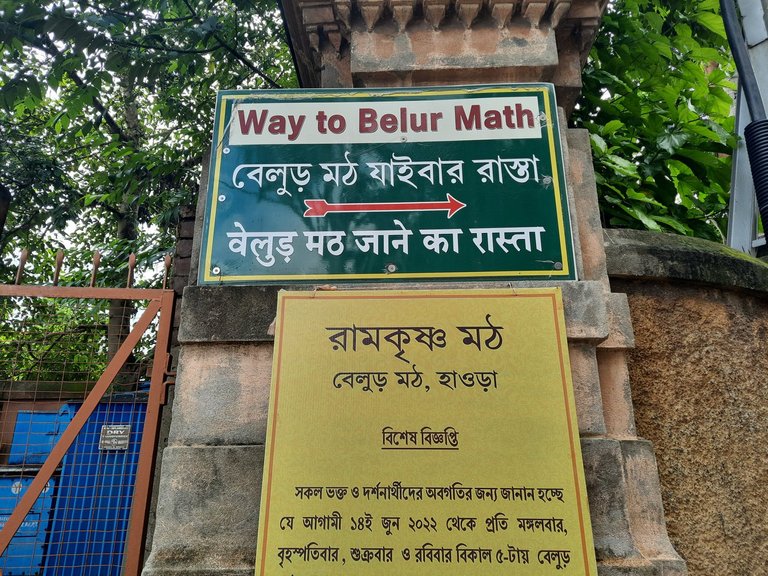 Way to Belur Math
বেলুড় মঠ যাইবার রাস্তা
वेलुड़ मठ जाने का रास्ता
রামকৃষ্ণ মঠ
বেলুড় মঠ, হাওড়া
বিশেষ বিজ্ঞপ্তি
সকল ভক্ত ও দর্শনার্থীদের অবগতির জন্য জানান হচ্ছে
যে আগামী ১৪ই জুন ২০২২ থেকে প্রতি মঙ্গলবার,
বৃহস্পতিবার, শুক্রবার ও রবিবার বিকাল ৫-টায় বেলুড়
DRY